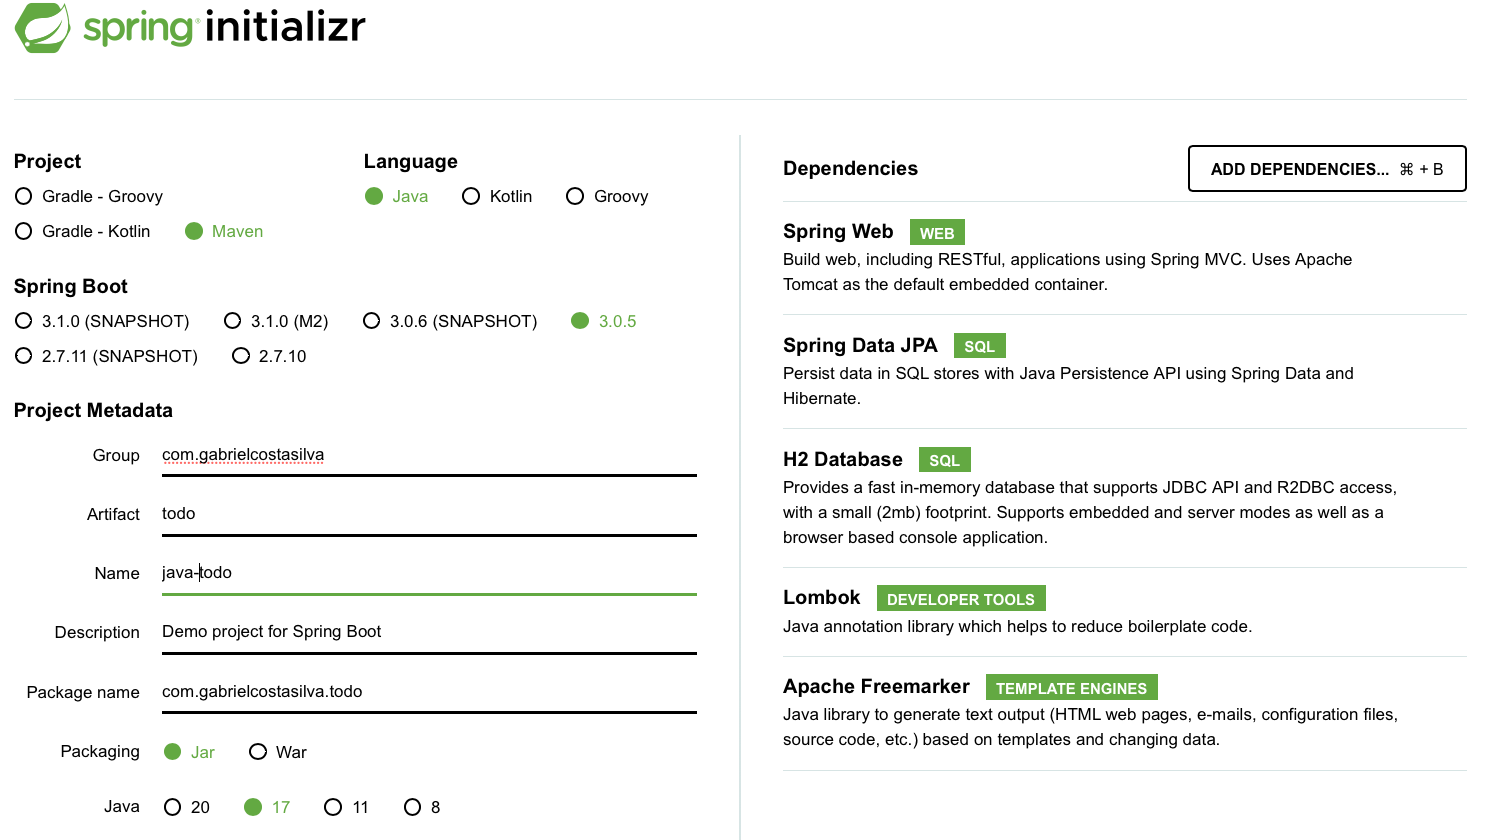 spring initializr
Project
Gradle - Groovy
Gradle - Kotlin Maven
Language
Java Kotlin Groovy
Spring Boot
3.1.0 (SNAPSHOT) 3.1.0 (M2) 3.0.6 (SNAPSHOT) 3.0.5
2.7.11 (SNAPSHOT) 2.7.10
Project Metadata
Group com.gabrielcostasilva
Artifact todo
Name java-todo
Description Demo project for Spring Boot
Package name com.gabrielcostasilva.todo
Packaging Jar War
Java 20 17 11 8
Dependencies ADD DEPENDENCIES... ⌘ + B
Spring Web WEB
Build web, including RESTful, applications using Spring MVC. Uses Apache
Tomcat as the default embedded container.
Spring Data JPA SQL
Persist data in SQL stores with Java Persistence API using Spring Data and
Hibernate.
H2 Database SQL
Provides a fast in-memory database that supports JDBC API and R2DBC access,
with a small (2mb) footprint. Supports embedded and server modes as well as a
browser based console application.
Lombok DEVELOPER TOOLS
Java annotation library which helps to reduce boilerplate code.
Apache Freemarker TEMPLATE ENGINES
Java library to generate text output (HTML web pages, e-mails, configuration files,
source code, etc.) based on templates and changing data.